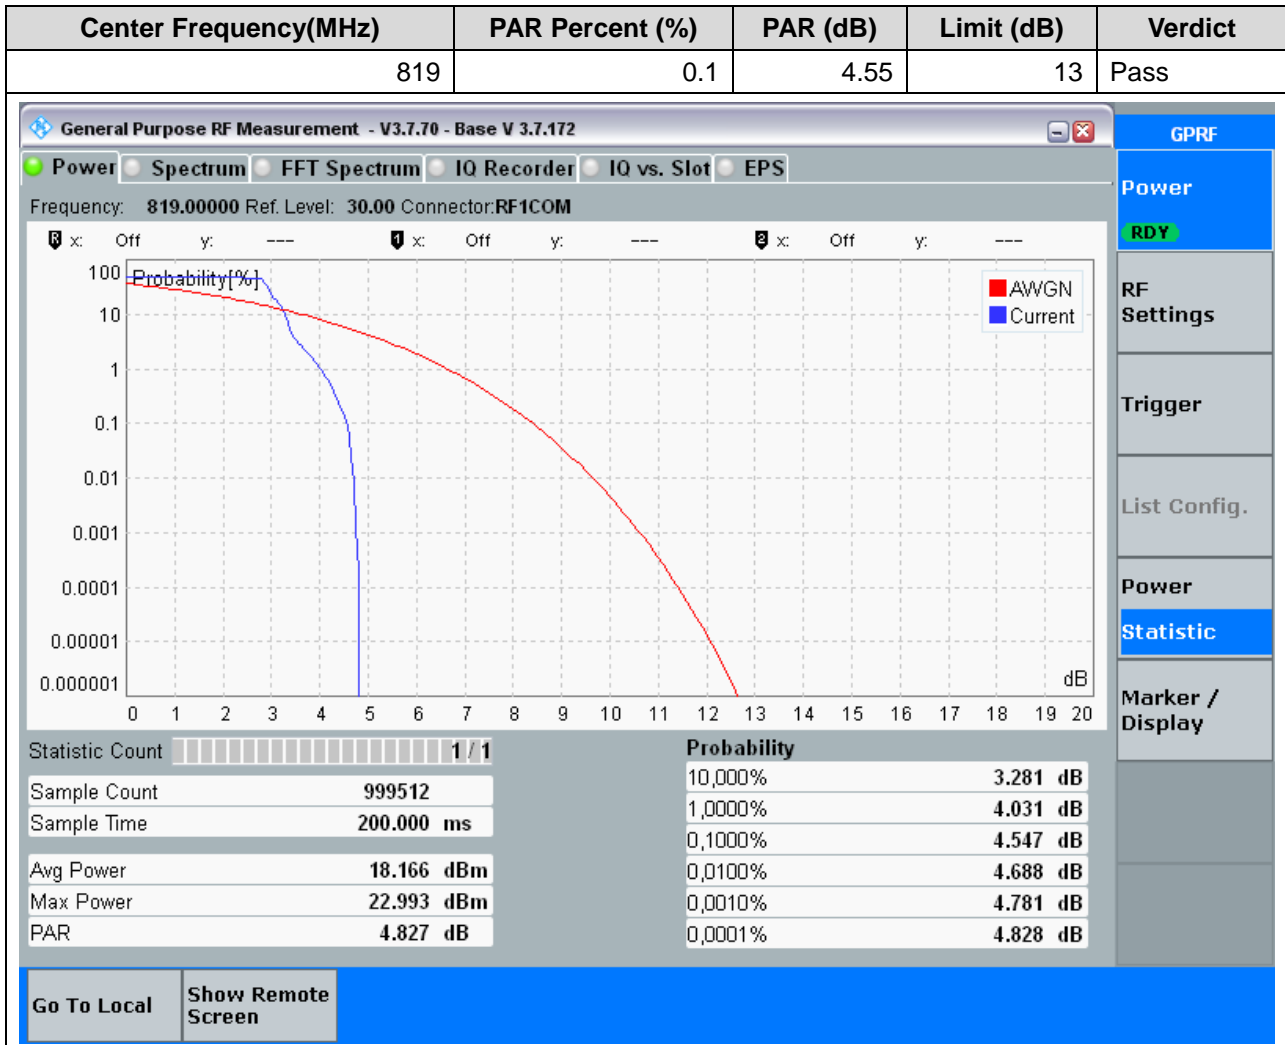 Center Frequency(MHz) PAR Percent (%) PAR (dB) Limit (dB) Verdict
819 0.1 4.55 13 Pass
General Purpose RF Measurement - V3.7.70 - Base V 3.7.172
GPRF
Power Spectrum FFT Spectrum IQ Recorder IQ vs. Slot EPS
Frequency: 819.00000 Ref. Level: 30.00 Connector:RF1COM
R x: Off y: --- 1 x: Off y: --- 2 x: Off y: ---
Probability[%]
100
10
1
0.1
0.01
0.001
0.0001
0.00001
0.000001
AWGN
Current
dB
0 1 2 3 4 5 6 7 8 9 10 11 12 13 14 15 16 17 18 19 20
Statistic Count 1 / 1
Sample Count 999512
Sample Time 200.000 ms
Avg Power 18.166 dBm
Max Power 22.993 dBm
PAR 4.827 dB
Probability
10,000% 3.281 dB
1,0000% 4.031 dB
0,1000% 4.547 dB
0,0100% 4.688 dB
0,0010% 4.781 dB
0,0001% 4.828 dB
Power
RDY
RF
Settings
Trigger
List Config.
Power
Statistic
Marker /
Display
Go To Local
Show Remote
Screen